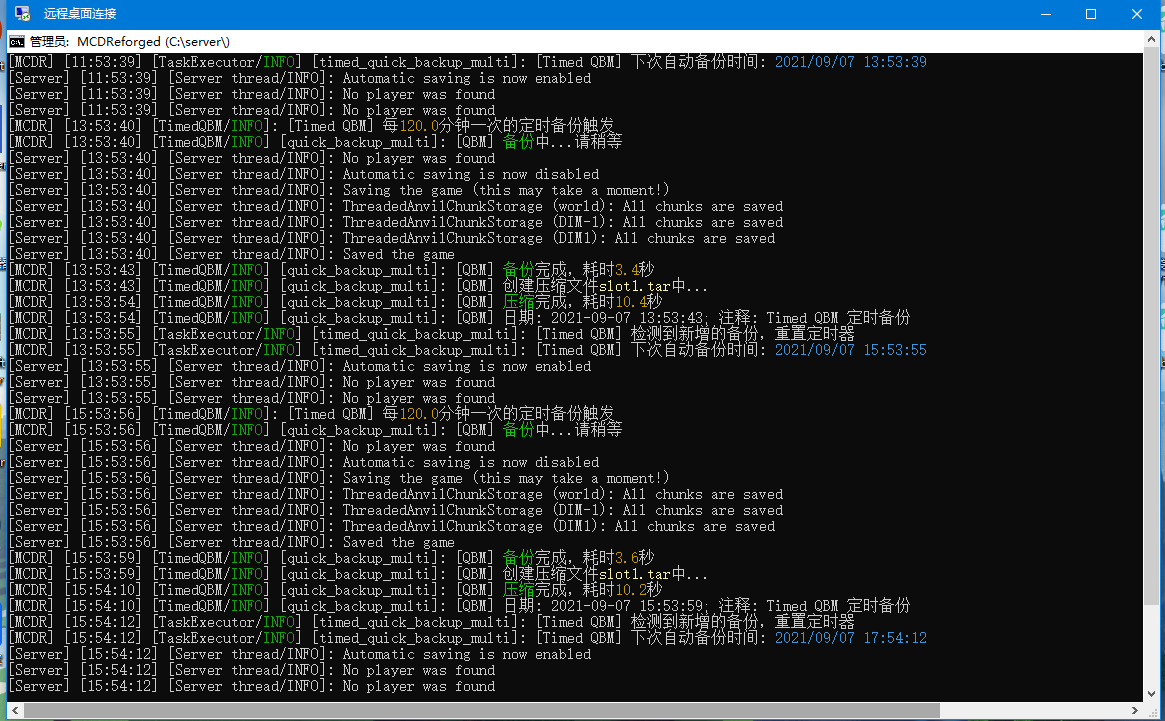 远程桌面连接
管理员: MCDReforged (C:\server\)
[MCDR] [11:53:39] [TaskExecutor/INFO] [timed_quick_backup_multi]: [Timed QBM] 下次自动备份时间: 2021/09/07 13:53:39
[Server] [11:53:39] [Server thread/INFO]: Automatic saving is now enabled
[Server] [11:53:39] [Server thread/INFO]: No player was found
[Server] [11:53:39] [Server thread/INFO]: No player was found
[MCDR] [13:53:40] [TimedQBM/INFO]: [Timed QBM] 每120.0分钟一次的定时备份触发
[MCDR] [13:53:40] [TimedQBM/INFO] [quick_backup_multi]: [QBM] 备份中...请稍等
[Server] [13:53:40] [Server thread/INFO]: No player was found
[Server] [13:53:40] [Server thread/INFO]: Automatic saving is now disabled
[Server] [13:53:40] [Server thread/INFO]: Saving the game (this may take a moment!)
[Server] [13:53:40] [Server thread/INFO]: ThreadedAnvilChunkStorage (world): All chunks are saved
[Server] [13:53:40] [Server thread/INFO]: ThreadedAnvilChunkStorage (DIM-1): All chunks are saved
[Server] [13:53:40] [Server thread/INFO]: ThreadedAnvilChunkStorage (DIM1): All chunks are saved
[Server] [13:53:40] [Server thread/INFO]: Saved the game
[MCDR] [13:53:43] [TimedQBM/INFO] [quick_backup_multi]: [QBM] 备份完成，耗时3.4秒
[MCDR] [13:53:43] [TimedQBM/INFO] [quick_backup_multi]: [QBM] 创建压缩文件slot1.tar中...
[MCDR] [13:53:54] [TimedQBM/INFO] [quick_backup_multi]: [QBM] 压缩完成，耗时10.4秒
[MCDR] [13:53:54] [TimedQBM/INFO] [quick_backup_multi]: [QBM] 日期: 2021-09-07 13:53:43; 注释: Timed QBM 定时备份
[MCDR] [13:53:55] [TaskExecutor/INFO] [timed_quick_backup_multi]: [Timed QBM] 检测到新增的备份，重置定时器
[MCDR] [13:53:55] [TaskExecutor/INFO] [timed_quick_backup_multi]: [Timed QBM] 下次自动备份时间: 2021/09/07 15:53:55
[Server] [13:53:55] [Server thread/INFO]: Automatic saving is now enabled
[Server] [13:53:55] [Server thread/INFO]: No player was found
[Server] [13:53:55] [Server thread/INFO]: No player was found
[MCDR] [15:53:56] [TimedQBM/INFO]: [Timed QBM] 每120.0分钟一次的定时备份触发
[MCDR] [15:53:56] [TimedQBM/INFO] [quick_backup_multi]: [QBM] 备份中...请稍等
[Server] [15:53:56] [Server thread/INFO]: No player was found
[Server] [15:53:56] [Server thread/INFO]: Automatic saving is now disabled
[Server] [15:53:56] [Server thread/INFO]: Saving the game (this may take a moment!)
[Server] [15:53:56] [Server thread/INFO]: ThreadedAnvilChunkStorage (world): All chunks are saved
[Server] [15:53:56] [Server thread/INFO]: ThreadedAnvilChunkStorage (DIM-1): All chunks are saved
[Server] [15:53:56] [Server thread/INFO]: ThreadedAnvilChunkStorage (DIM1): All chunks are saved
[Server] [15:53:56] [Server thread/INFO]: Saved the game
[MCDR] [15:53:59] [TimedQBM/INFO] [quick_backup_multi]: [QBM] 备份完成，耗时3.6秒
[MCDR] [15:53:59] [TimedQBM/INFO] [quick_backup_multi]: [QBM] 创建压缩文件slot1.tar中...
[MCDR] [15:54:10] [TimedQBM/INFO] [quick_backup_multi]: [QBM] 压缩完成，耗时10.2秒
[MCDR] [15:54:10] [TimedQBM/INFO] [quick_backup_multi]: [QBM] 日期: 2021-09-07 15:53:59; 注释: Timed QBM 定时备份
[MCDR] [15:54:12] [TaskExecutor/INFO] [timed_quick_backup_multi]: [Timed QBM] 检测到新增的备份，重置定时器
[MCDR] [15:54:12] [TaskExecutor/INFO] [timed_quick_backup_multi]: [Timed QBM] 下次自动备份时间: 2021/09/07 17:54:12
[Server] [15:54:12] [Server thread/INFO]: Automatic saving is now enabled
[Server] [15:54:12] [Server thread/INFO]: No player was found
[Server] [15:54:12] [Server thread/INFO]: No player was found